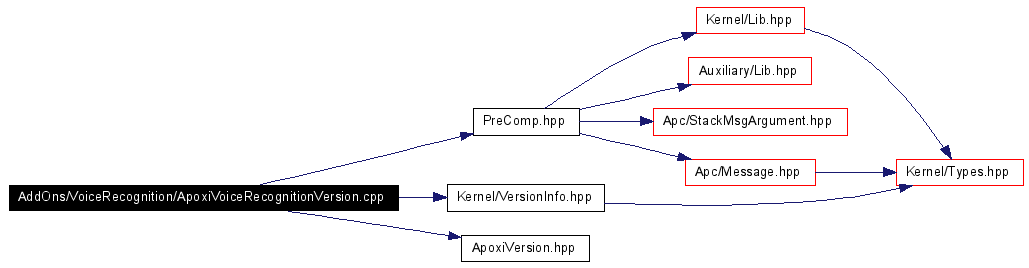 Kernel/Lib.hpp
Auxiliary/Lib.hpp
PreComp.hpp
Apc/StackMsgArgument.hpp
Apc/Message.hpp
Kernel/Types.hpp
AddOns/VoiceRecognition/ApoxiVoiceRecognitionVersion.cpp
Kernel/VersionInfo.hpp
ApoxiVersion.hpp